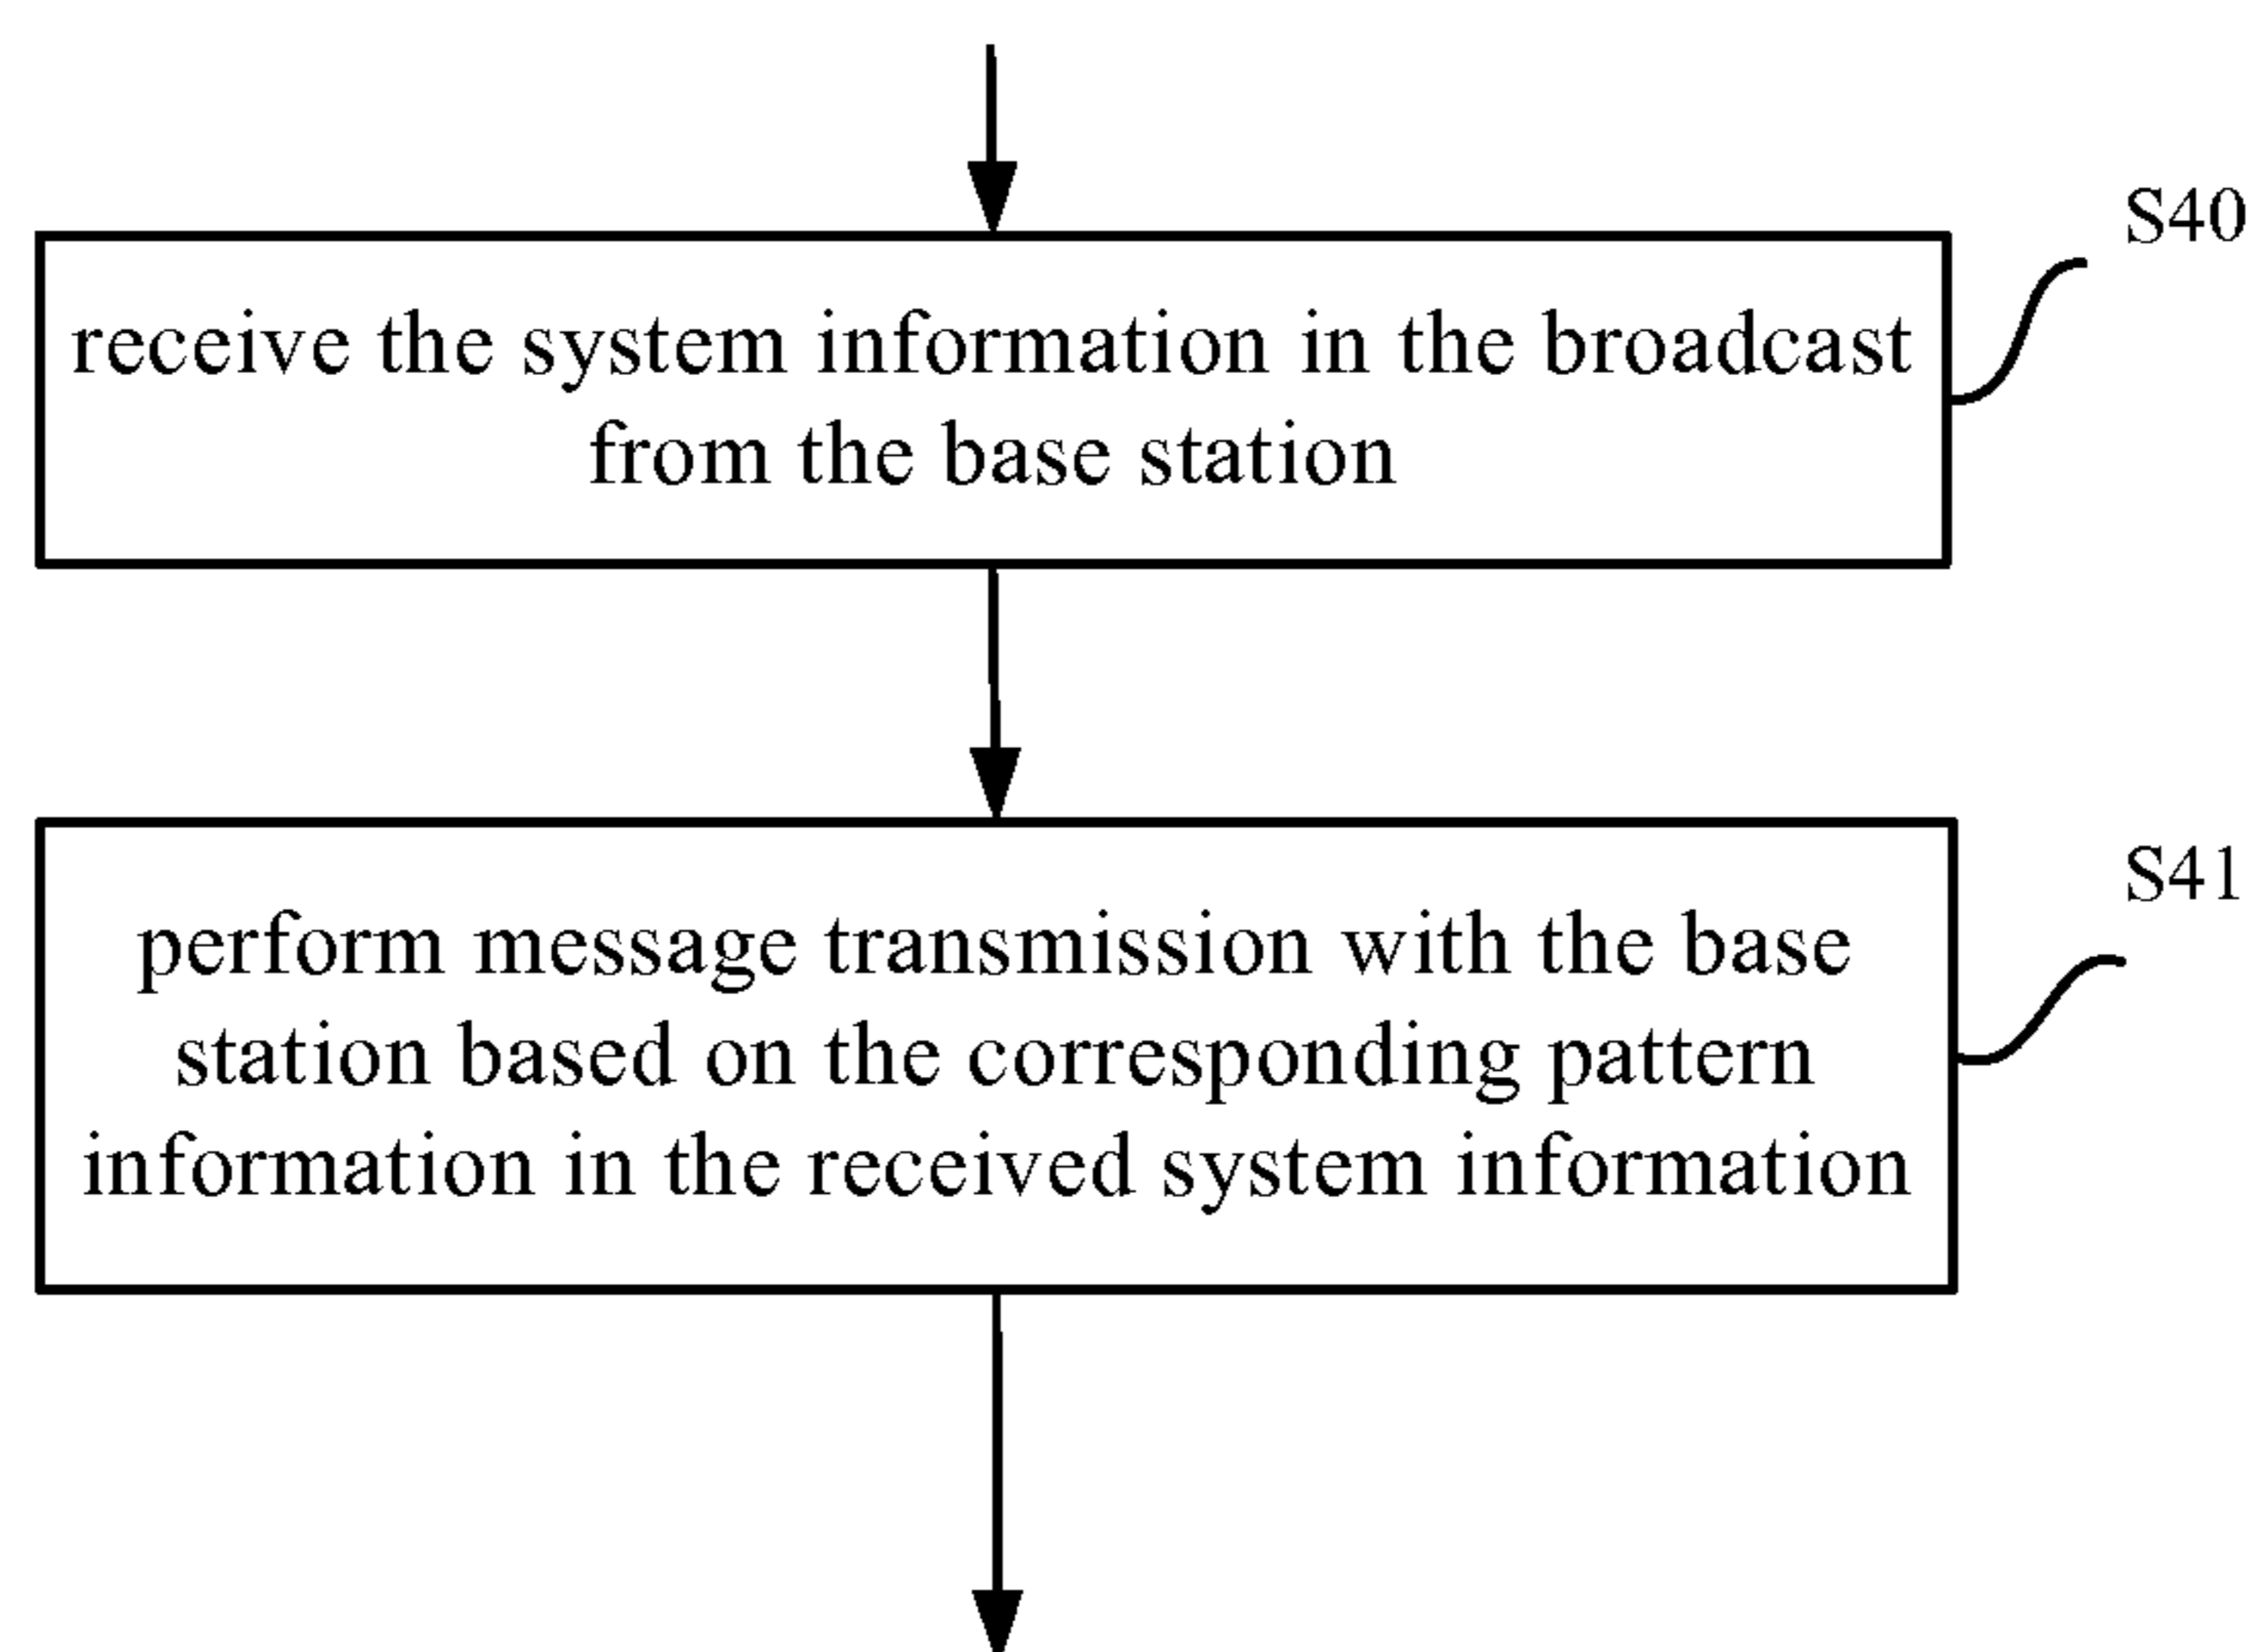 S40
receive the system information in the broadcast
from the base station
S41
perform message transmission with the base
station based on the corresponding pattern
information in the received system information